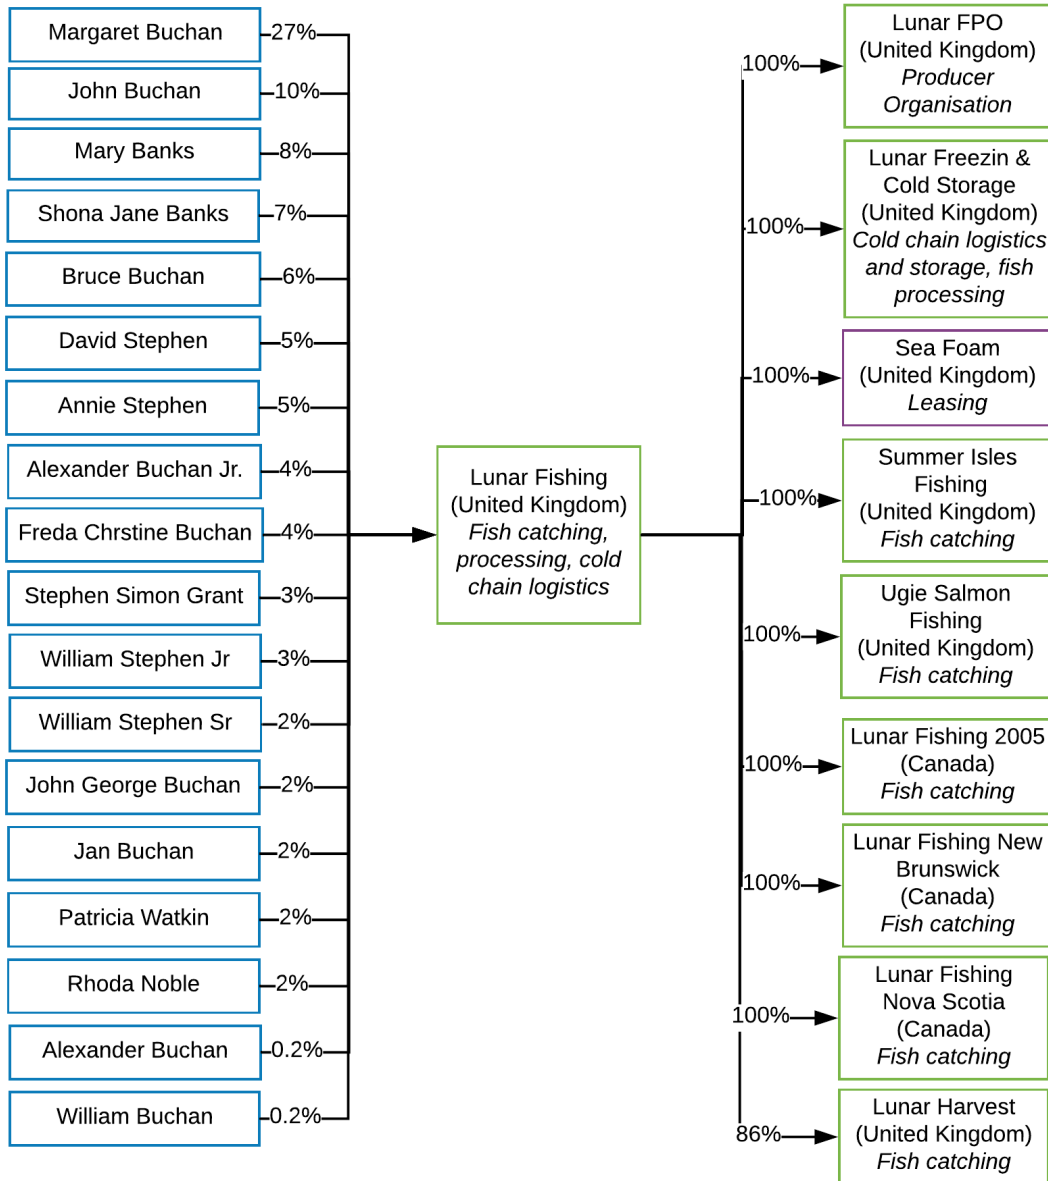 Margaret Buchan
27%
John Buchan
10%
Mary Banks
8%
Shona Jane Banks
7%
Bruce Buchan
6%
David Stephen
5%
Annie Stephen
5%
Alexander Buchan Jr.
4%
Freda Chrstine Buchan
4%
Stephen Simon Grant
3%
William Stephen Jr
3%
William Stephen Sr
2%
John George Buchan
2%
Jan Buchan
2%
Patricia Watkin
2%
Rhoda Noble
2%
Alexander Buchan
0.2%
William Buchan
0.2%
Lunar Fishing
(United Kingdom)
Fish catching,
processing, cold
chain logistics
100%
Lunar FPO
(United Kingdom)
Producer
Organisation
100%
Lunar Freezin &
Cold Storage
(United Kingdom)
Cold chain logistics
and storage, fish
processing
100%
Sea Foam
(United Kingdom)
Leasing
100%
Summer Isles
Fishing
(United Kingdom)
Fish catching
100%
Ugie Salmon
Fishing
(United Kingdom)
Fish catching
100%
Lunar Fishing 2005
(Canada)
Fish catching
100%
Lunar Fishing New
Brunswick
(Canada)
Fish catching
100%
Lunar Fishing
Nova Scotia
(Canada)
Fish catching
86%
Lunar Harvest
(United Kingdom)
Fish catching